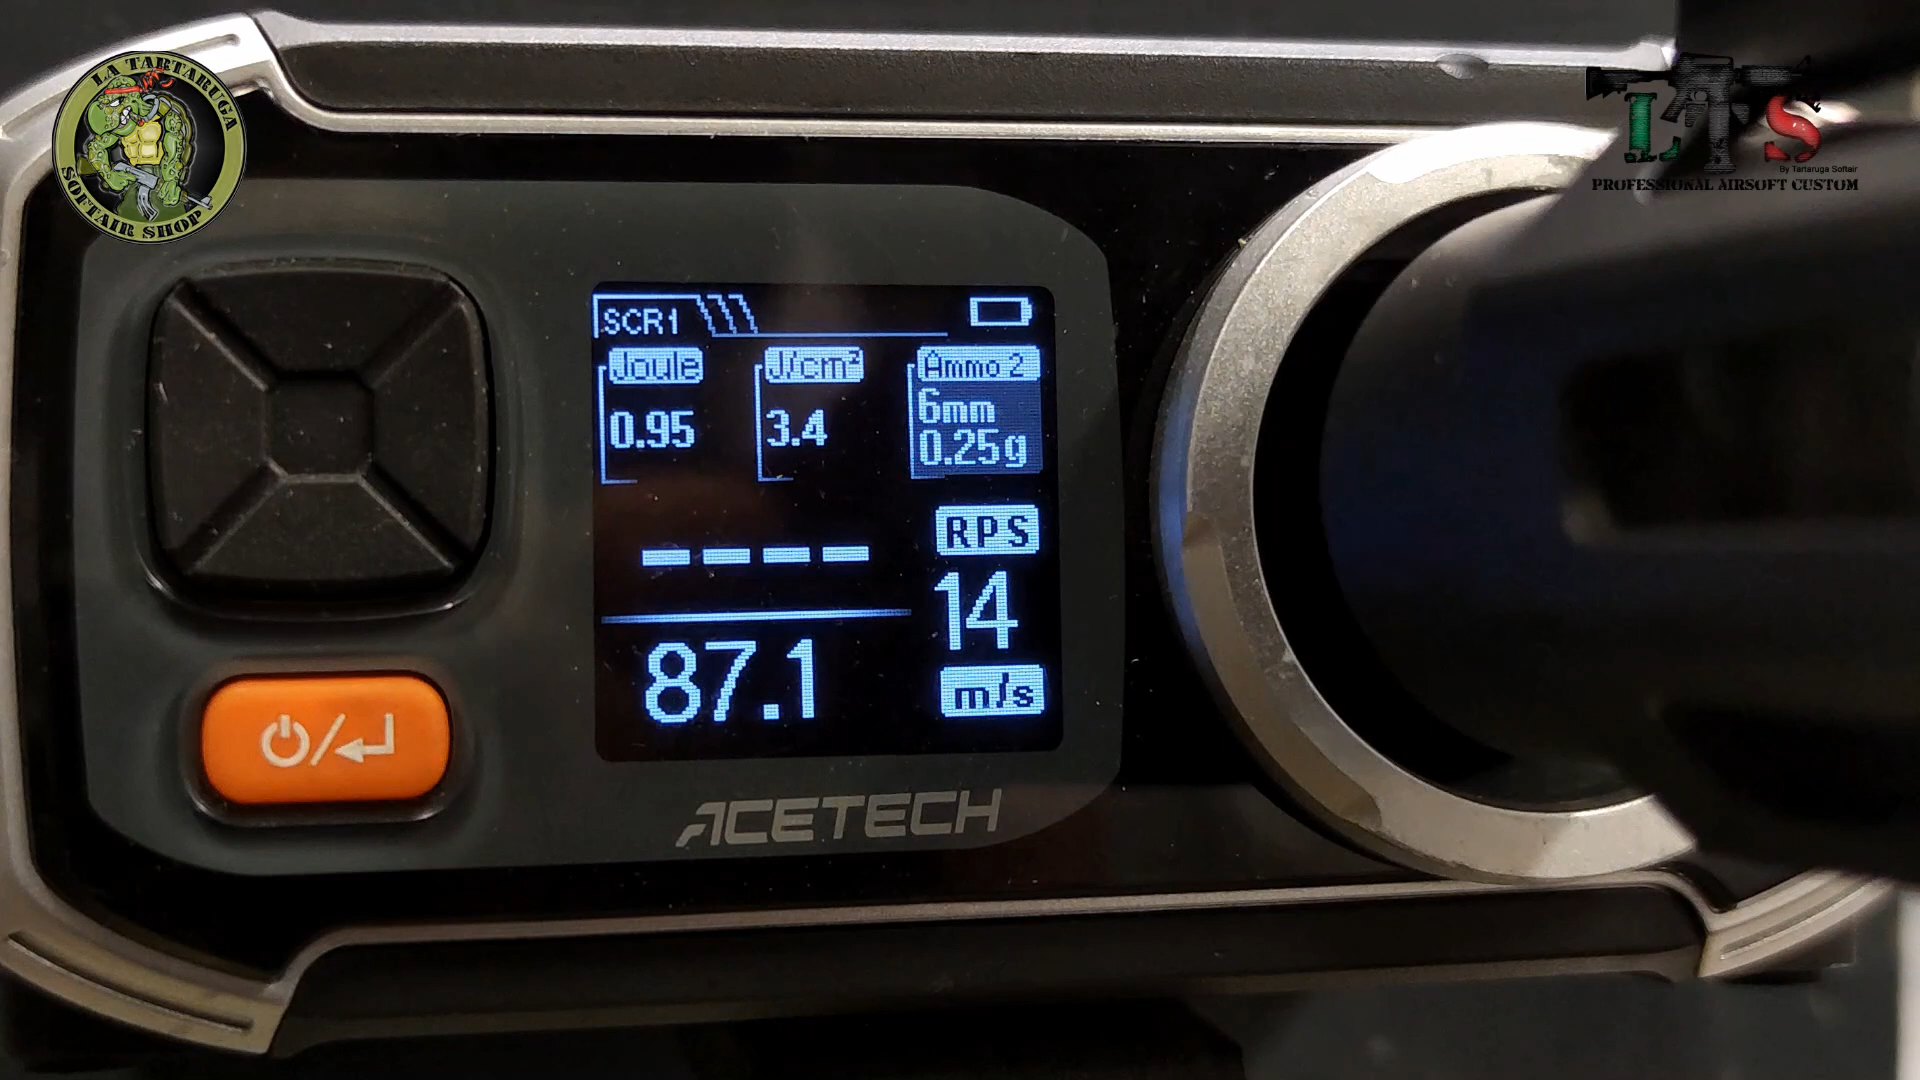 LA TARTARUGA
SOFTAIR SHOP
LTS
By Tartaruga Softair
PROFESSIONAL AIRSOFT CUSTOM
SCR1
Joule
0.95
J/cm²
3.4
Ammo 2
6mm
0.25g
----
RPS
14
87.1
m/s
ACETECH